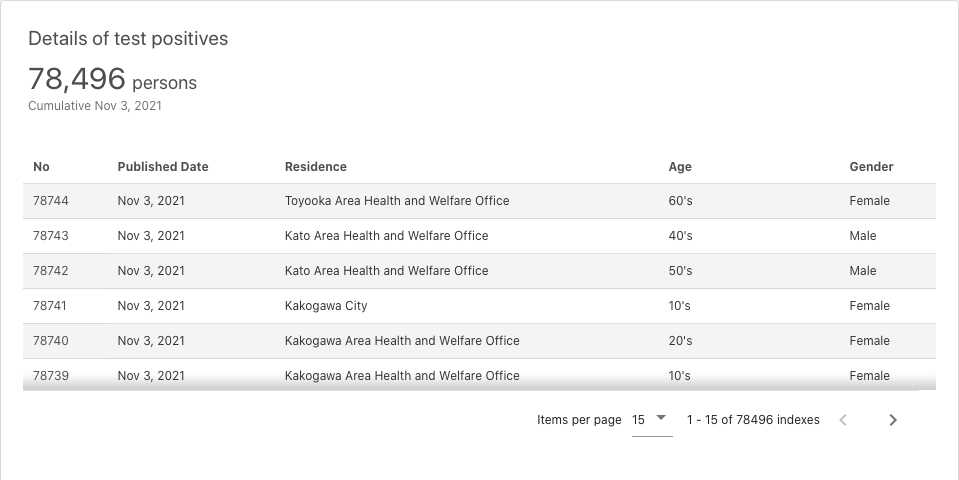 Details of test positives
78,496 persons
Cumulative Nov 3, 2021
No Published Date Residence Age Gender
78744 Nov 3, 2021 Toyooka Area Health and Welfare Office 60's Female
78743 Nov 3, 2021 Kato Area Health and Welfare Office 40's Male
78742 Nov 3, 2021 Kato Area Health and Welfare Office 50's Male
78741 Nov 3, 2021 Kakogawa City 10's Female
78740 Nov 3, 2021 Kakogawa Area Health and Welfare Office 20's Female
78739 Nov 3, 2021 Kakogawa Area Health and Welfare Office 10's Female
Items per page 15 1 - 15 of 78496 indexes